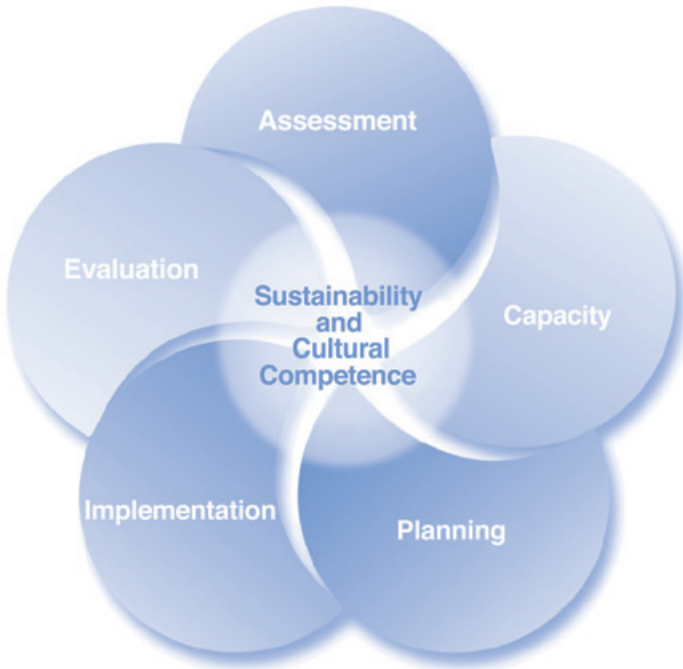 Assessment
Capacity
Planning
Implementation
Evaluation
Sustainability
and
Cultural
Competence